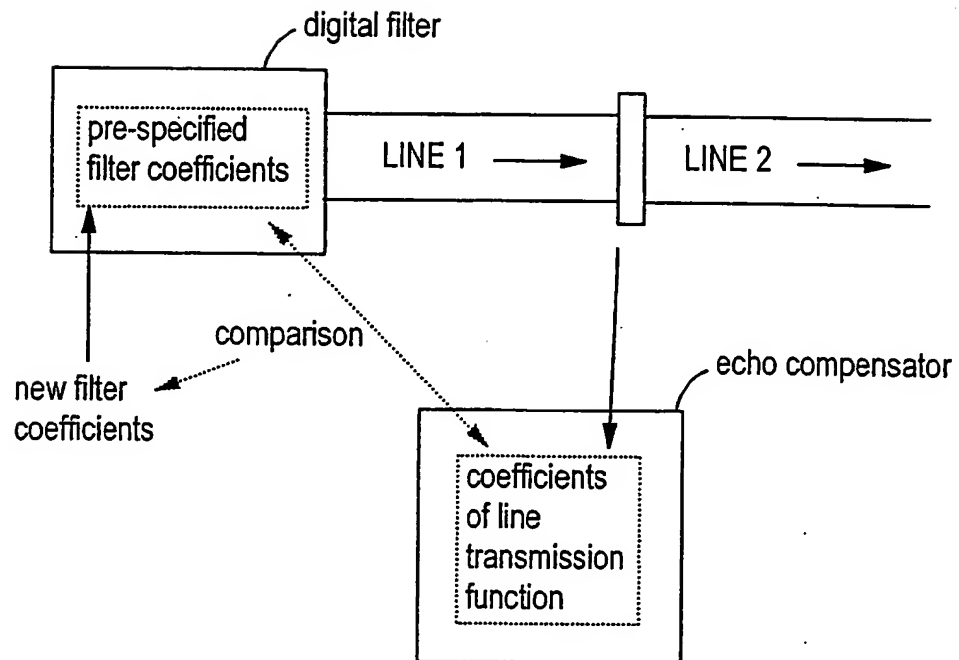 digital filter
pre-specified
filter coefficients
LINE 1
LINE 2
comparison
new filter
coefficients
echo compensator
coefficients
of line
transmission
function